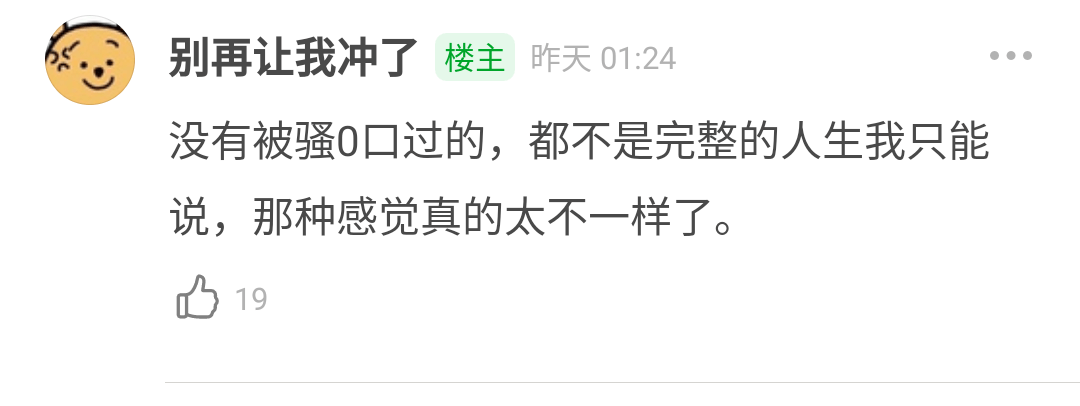 别再让我冲了 楼主 昨天 01:24
没有被骚0口过的，都不是完整的人生我只能
说，那种感觉真的太不一样了。
19